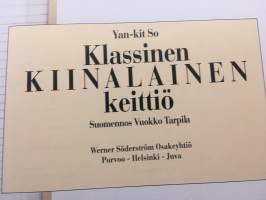 Yan-kit So
Klassinen
KIINALAINEN
keittiö
Suomennos Vuokko Tarpila
Werner Söderström Osakeyhtiö
Porvoo - Helsinki - Juva